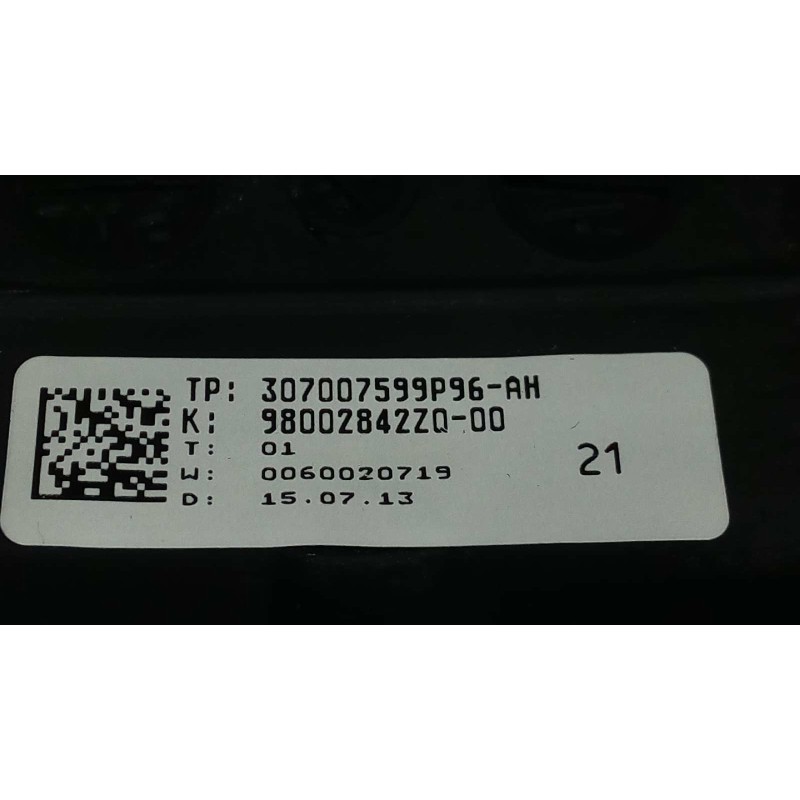 TP: 307007599P96-AH
K: 98002842ZQ-00
T: 01
W: 0060020719
D: 15.07.13
21